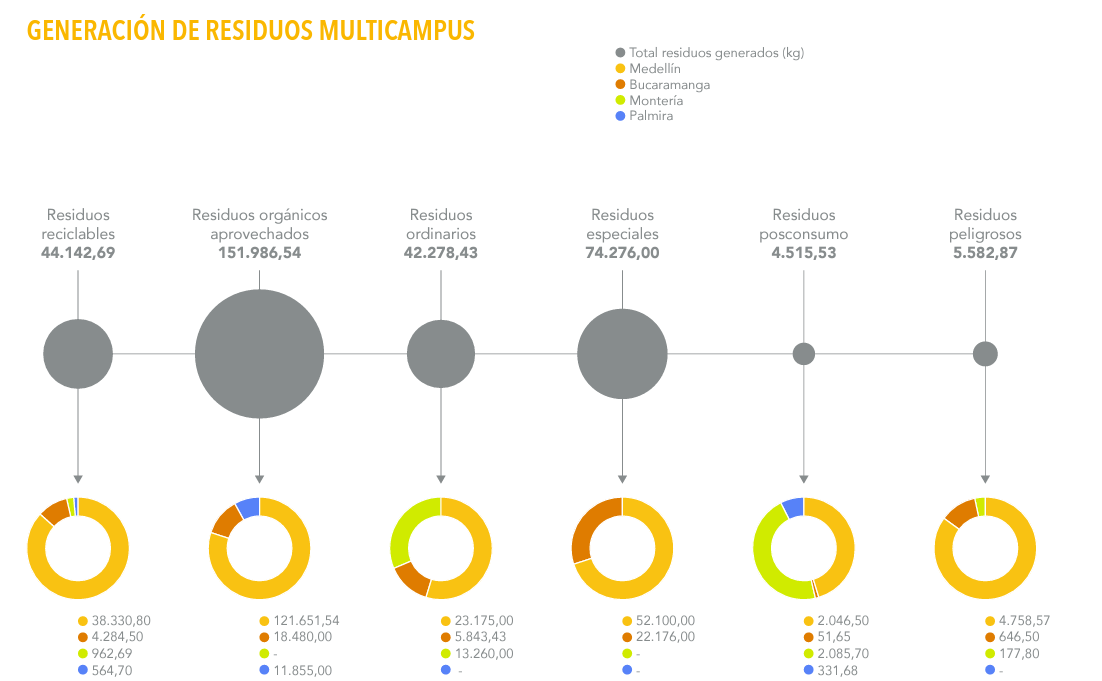 GENERACIÓN DE RESIDUOS MULTICAMPUS
Total residuos generados (kg)
Medellín
Bucaramanga
Montería
Palmira
Residuos
reciclables
44.142,69
Residuos orgánicos
aprovechados
151.986,54
Residuos
ordinarios
42.278,43
Residuos
especiales
74.276,00
Residuos
posconsumo
4.515,53
Residuos
peligrosos
5.582,87
38.330,80
4.284,50
962,69
564,70
121.651,54
18.480,00
-
11.855,00
23.175,00
5.843,43
13.260,00
-
52.100,00
22.176,00
-
-
2.046,50
51,65
2.085,70
331,68
4.758,57
646,50
177,80
-